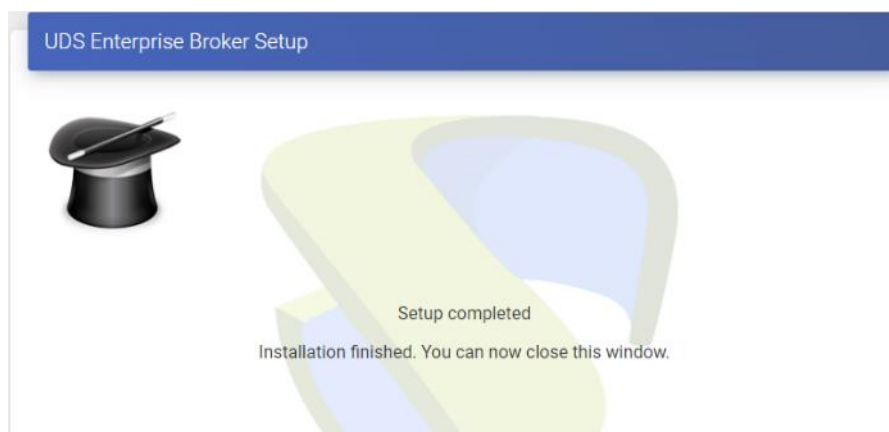 UDS Enterprise Broker Setup
Setup completed
Installation finished. You can now close this window.